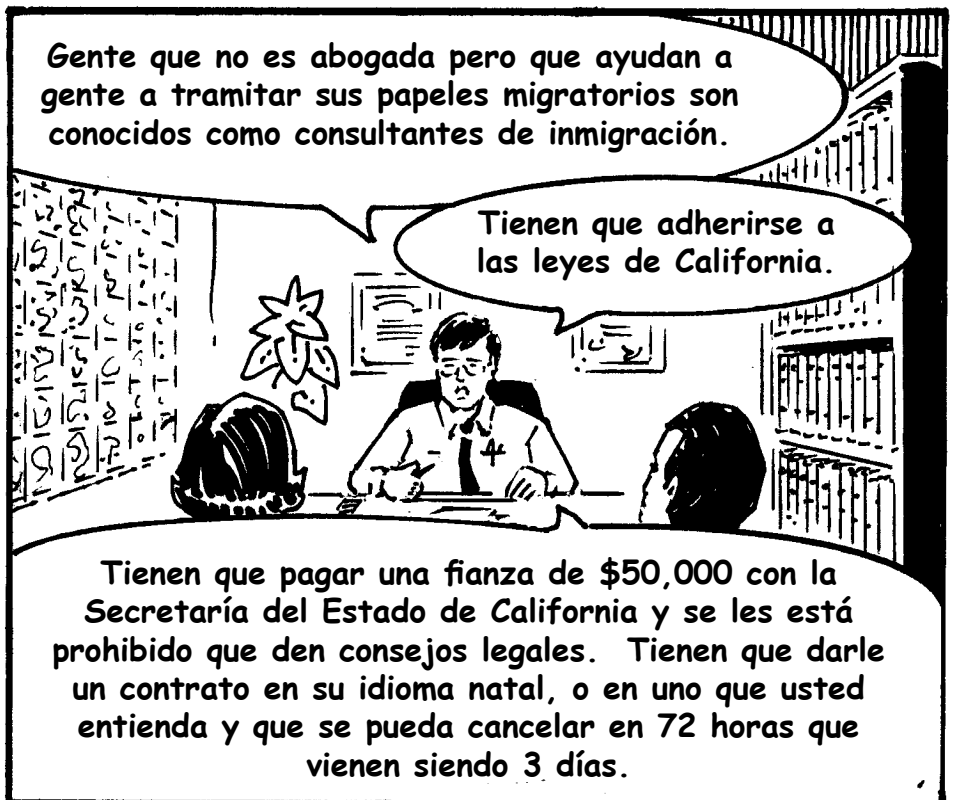 Gente que no es abogada pero que ayudan a
gente a tramitar sus papeles migratorios son
conocidos como consultantes de inmigración.
Tienen que adherirse a
las leyes de California.
Tienen que pagar una fianza de $50,000 con la
Secretaría del Estado de California y se les está
prohibido que den consejos legales.  Tienen que darle
un contrato en su idioma natal, o en uno que usted
entienda y que se pueda cancelar en 72 horas que
vienen siendo 3 días.